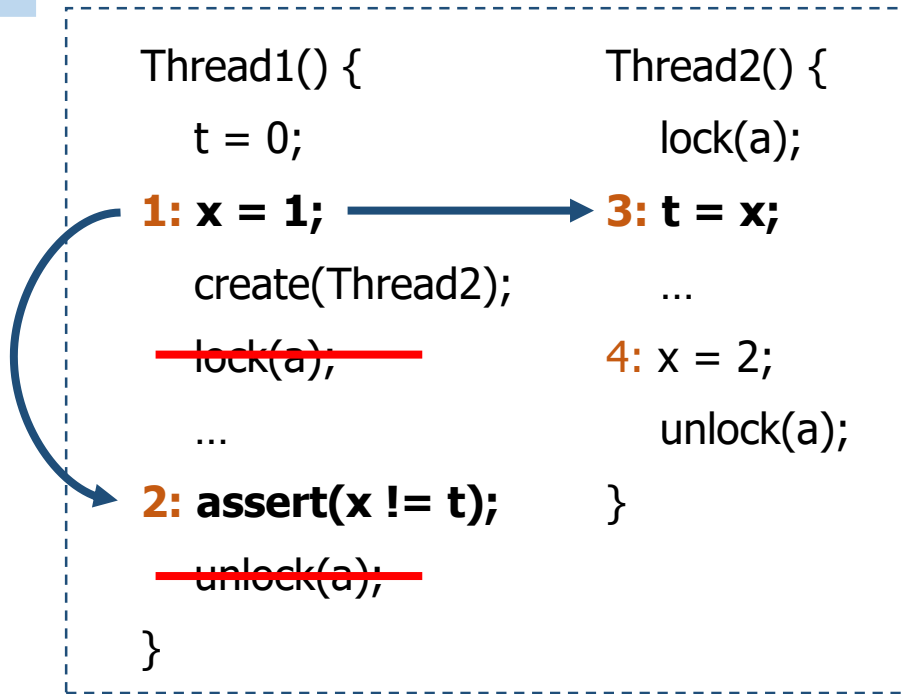 Thread1() {
t = 0;
1: x = 1;
create(Thread2);
lock(a);
…
2: assert(x != t);
unlock(a);
}
Thread2() {
lock(a);
3: t = x;
…
4: x = 2;
unlock(a);
}